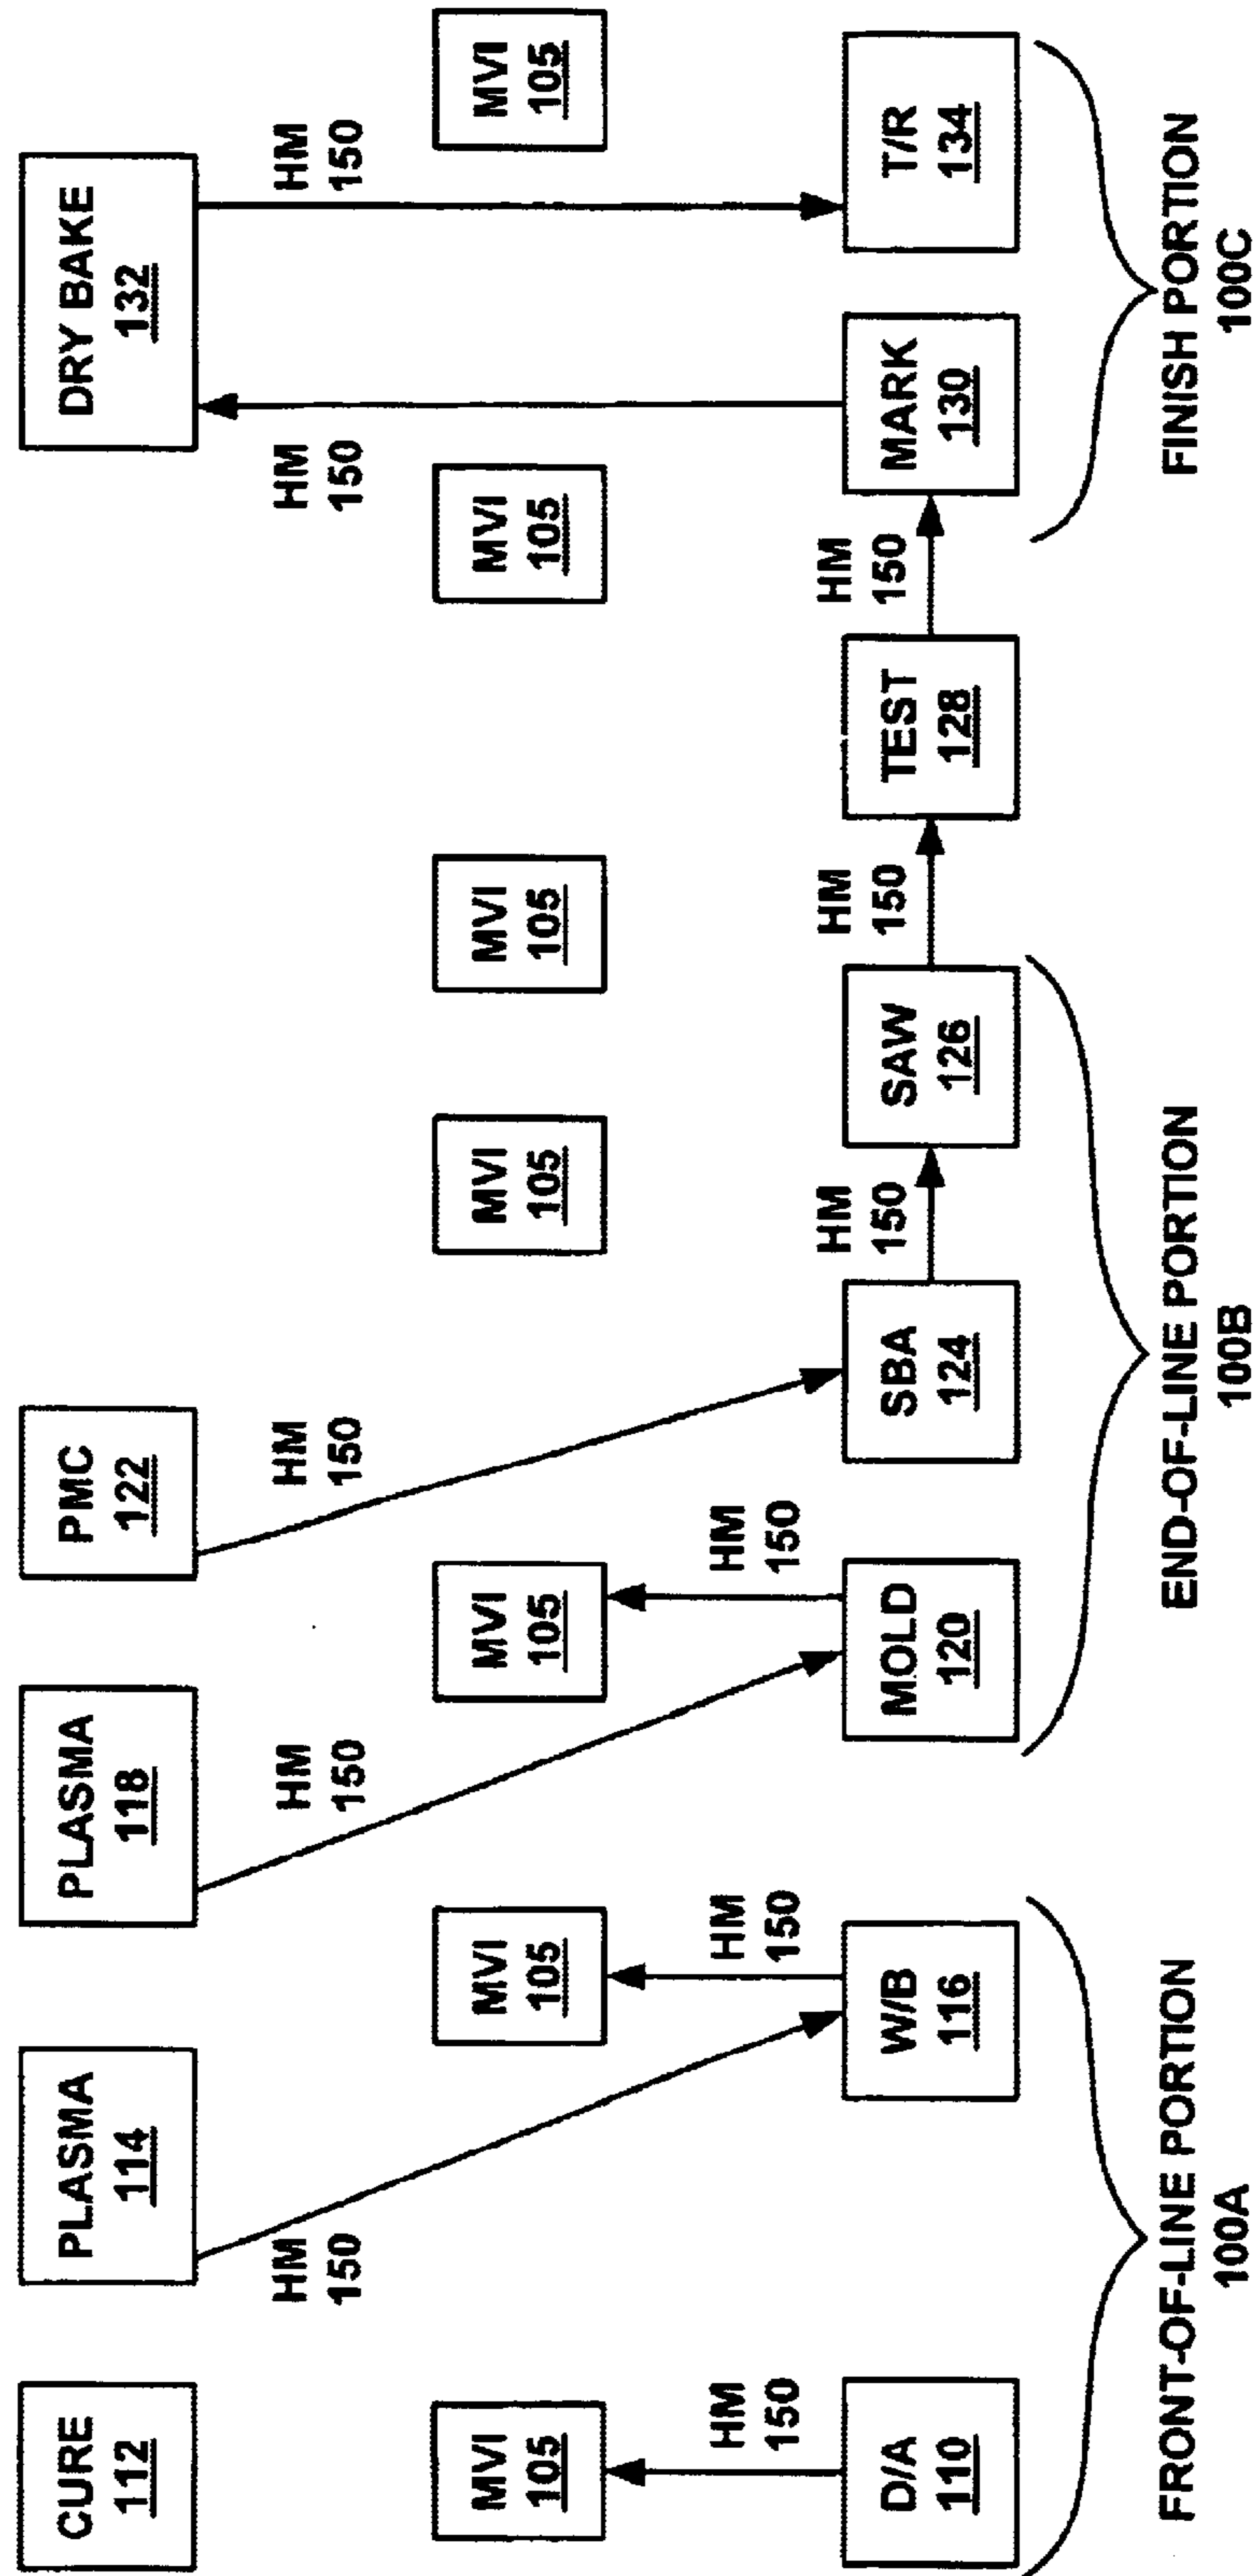 CURE
112
PLASMA
114
PLASMA
118
PMC
122
DRY BAKE
132
HM
150
HM
150
HM
150
HM
150
HM
150
MVI
105
MVI
105
MVI
105
MVI
105
MVI
105
MVI
105
MVI
105
HM
150
HM
150
HM
150
HM
150
HM
150
HM
150
D/A
110
W/B
116
MOLD
120
SBA
124
SAW
126
TEST
128
MARK
130
T/R
134
FRONT-OF-LINE PORTION
100A
END-OF-LINE PORTION
100B
FINISH PORTION
100C